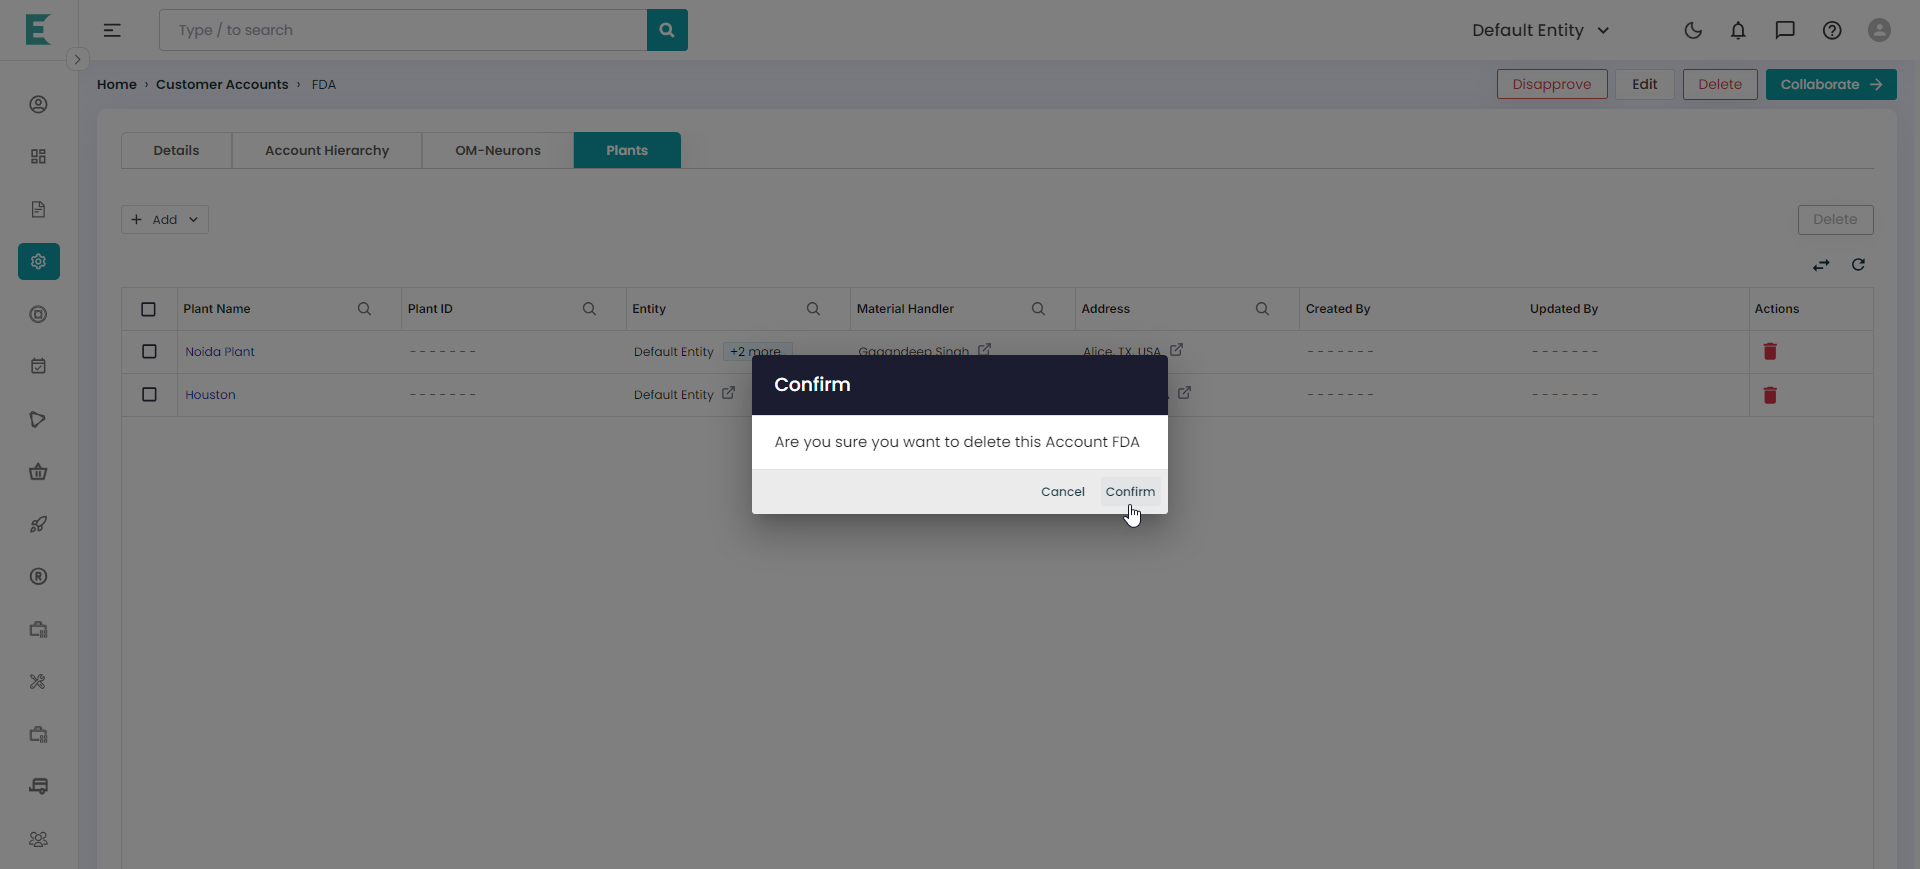 Type / to search
Default Entity
Home › Customer Accounts › FDA
Disapprove
Edit
Delete
Collaborate
Details
Account Hierarchy
OM-Neurons
Plants
+ Add
Delete
Plant Name
Plant ID
Entity
Material Handler
Address
Created By
Updated By
Actions
Noida Plant
-------
Default Entity
+2 more
Gagandeep Singh
Alice, TX, USA
-------
-------
Houston
-------
Default Entity
-------
-------
Confirm
Are you sure you want to delete this Account FDA
Cancel
Confirm